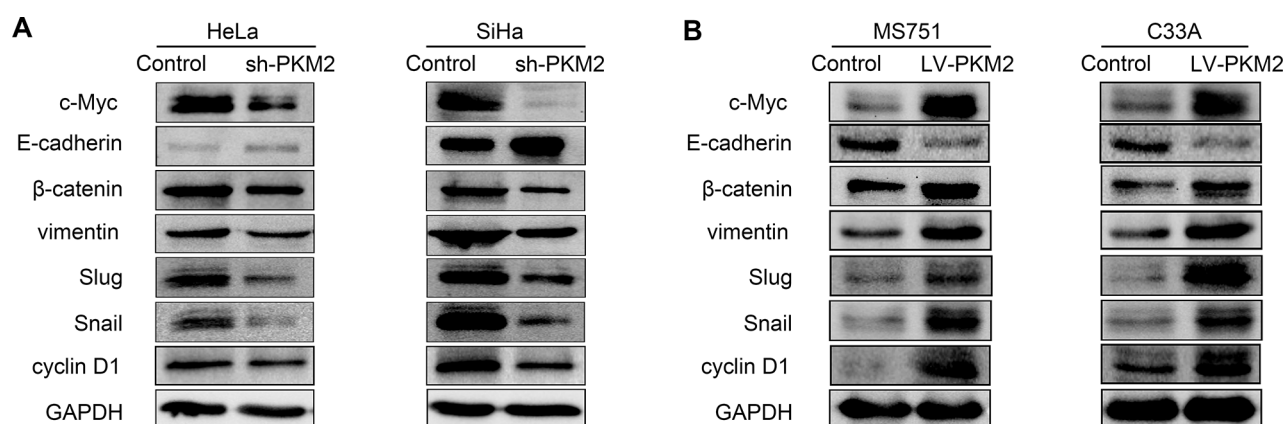 A
HeLa
SiHa
Control sh-PKM2
Control sh-PKM2
c-Myc
E-cadherin
β-catenin
vimentin
Slug
Snail
cyclin D1
GAPDH
B
MS751
C33A
Control LV-PKM2
Control LV-PKM2
c-Myc
E-cadherin
β-catenin
vimentin
Slug
Snail
cyclin D1
GAPDH